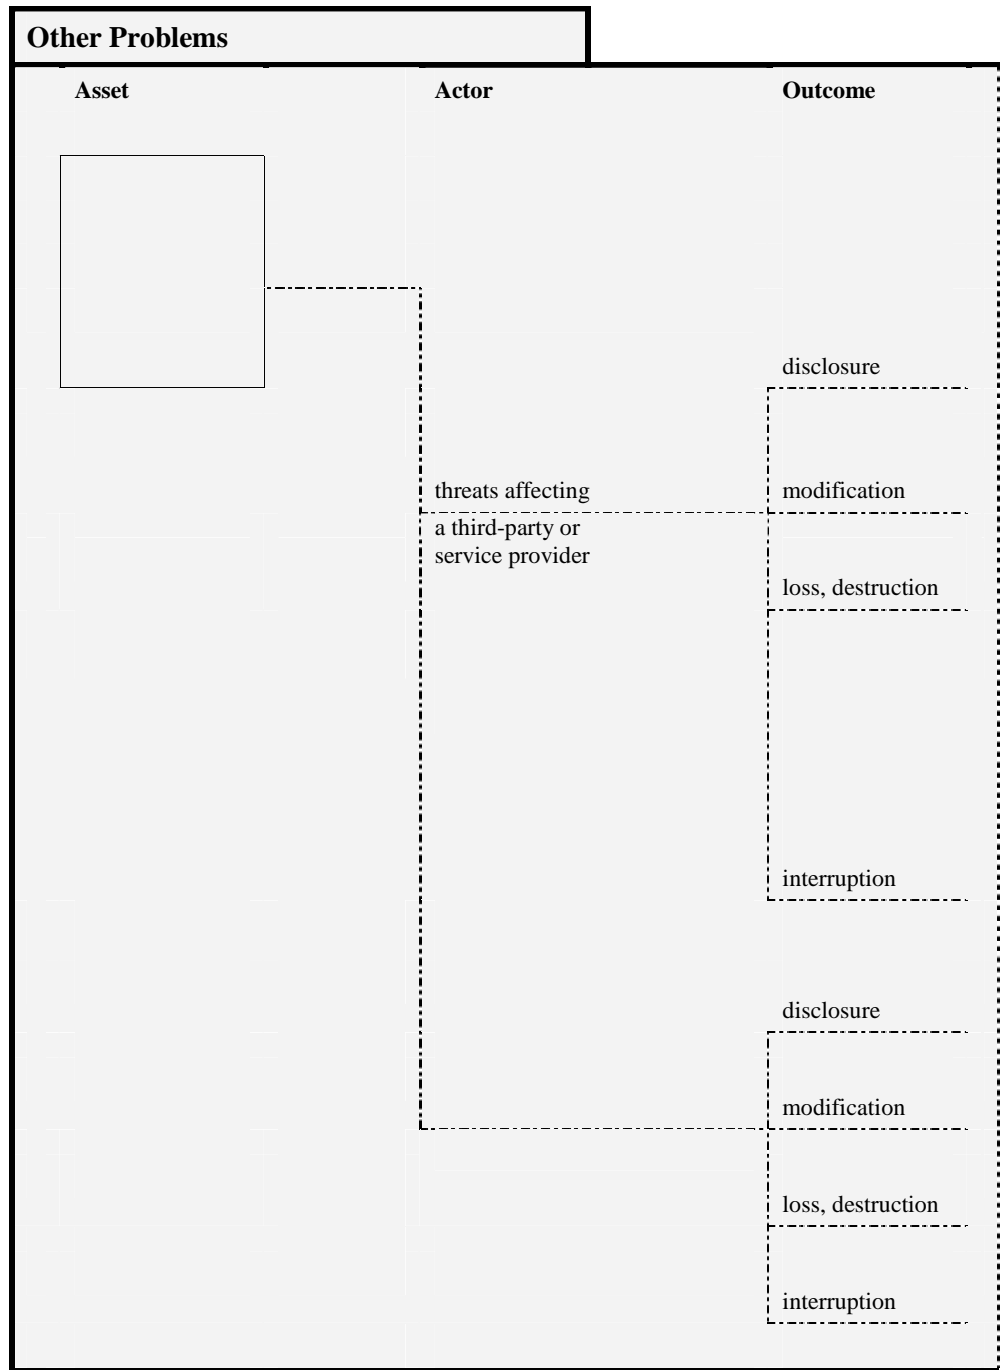 Other Problems
Asset Actor Outcome
disclosure
threats affecting modification
a third-party or
service provider
loss, destruction
interruption
disclosure
modification
loss, destruction
interruption